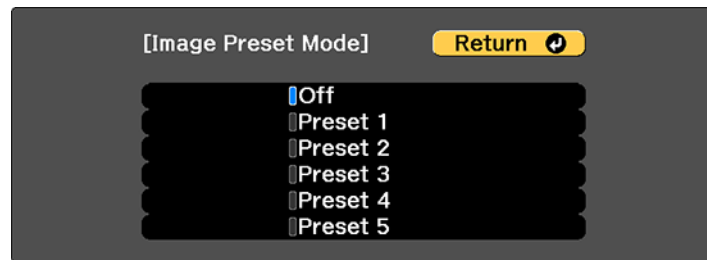 [Image Preset Mode] Return
Off
Preset 1
Preset 2
Preset 3
Preset 4
Preset 5